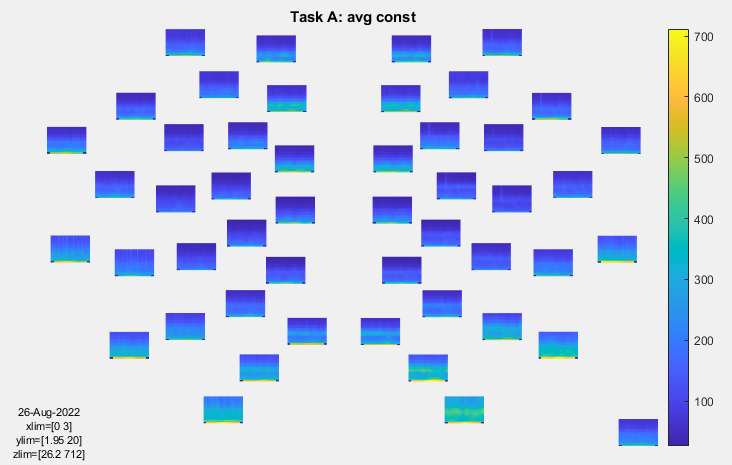 Task A: avg const
700
600
500
400
300
200
100
26-Aug-2022
xlim=[0 3]
ylim=[1.95 20]
zlim=[26.2 712]